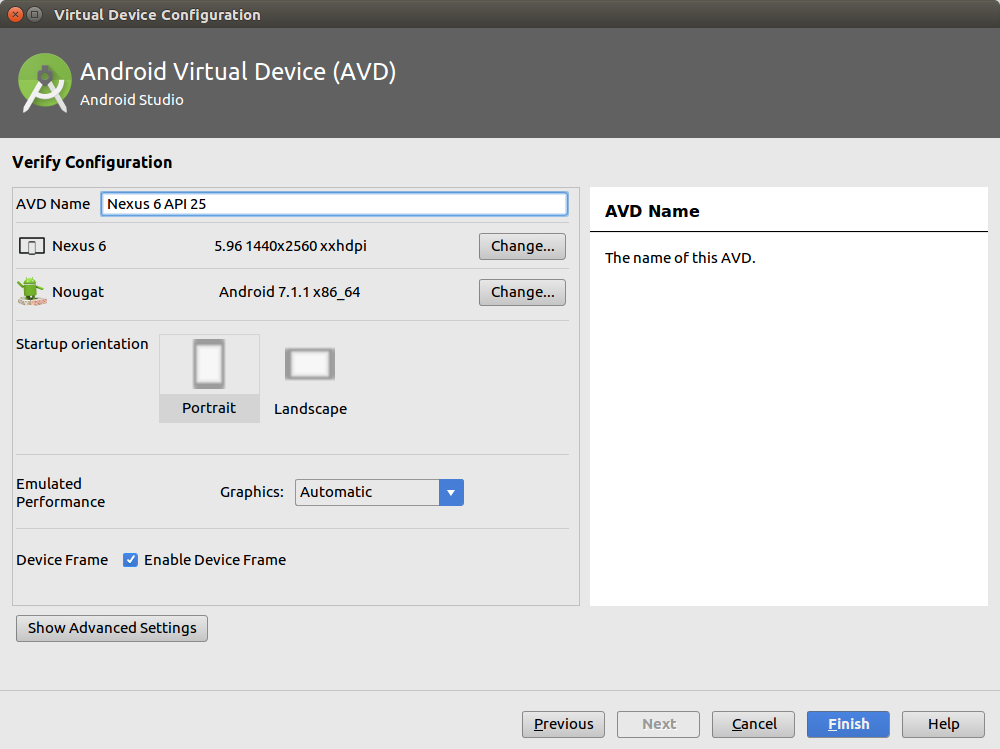 Virtual Device Configuration
Android Virtual Device (AVD)
Android Studio
Verify Configuration
AVD Name Nexus 6 API 25
Nexus 6 5.96 1440x2560 xxhdpi Change...
Nougat Android 7.1.1 x86_64 Change...
Startup orientation
Portrait Landscape
Emulated
Performance
Graphics: Automatic
Device Frame Enable Device Frame
Show Advanced Settings
AVD Name
The name of this AVD.
Previous Next Cancel Finish Help